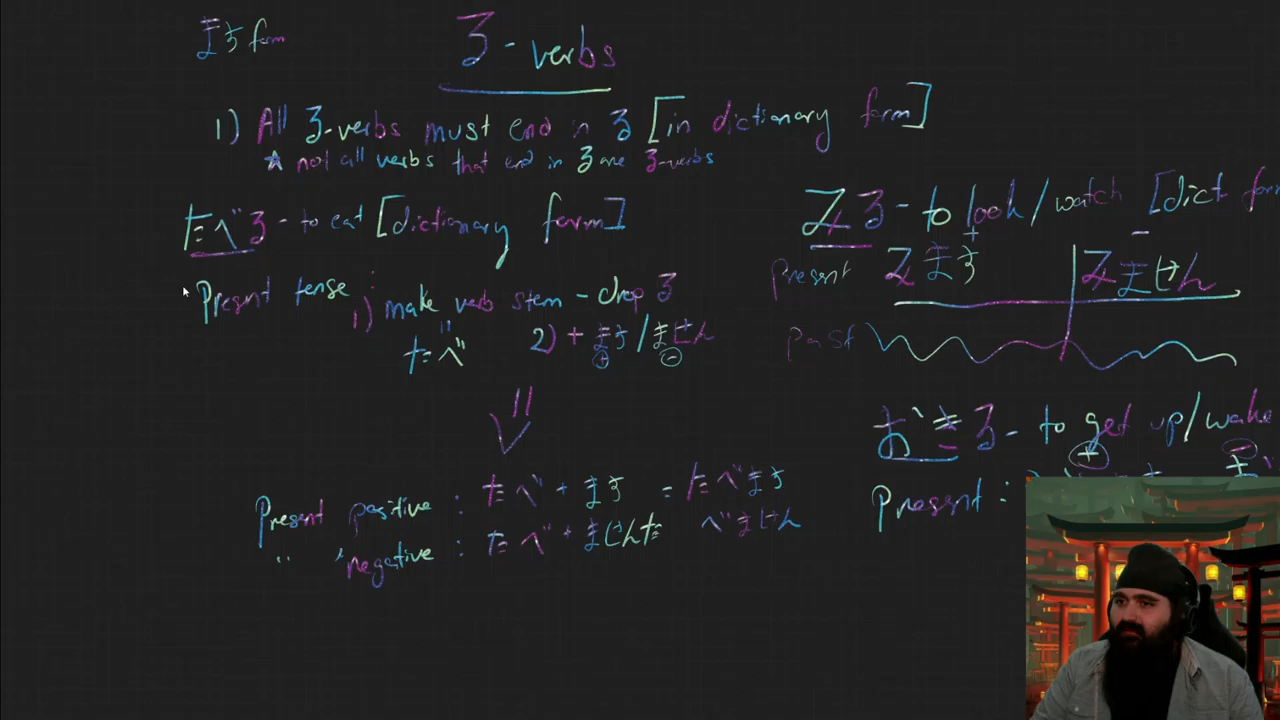 ます form
る - verbs
1) All る-verbs must end in る [in dictionary form]
★ not all verbs that end in る are る-verbs
たべる - to eat [dictionary form]
Present tense : 1) make verb stem - drop る
たべ 2) + ます/ません
+ -
Present positive : たべ + ます = たべます
" negative : たべ + ませんた べません
みる - to look/watch [dict form
+ -
present みます みません
past
おきる - to get up/wake
+ -
Present :